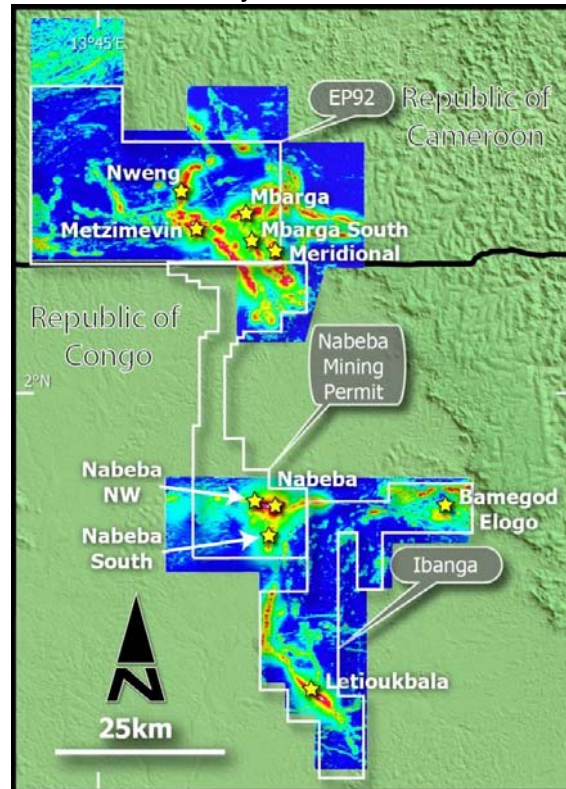 13°45'E
EP92
Republic of
Cameroon
Nweng
Mbarga
Metzimevin
Mbarga South
Meridional
Republic of
Congo
Nabeba
Mining
Permit
2°N
Nabeba
NW
Nabeba
Bamegod
Elogo
Nabeba
South
Ibanga
Letioukbala
N
25km